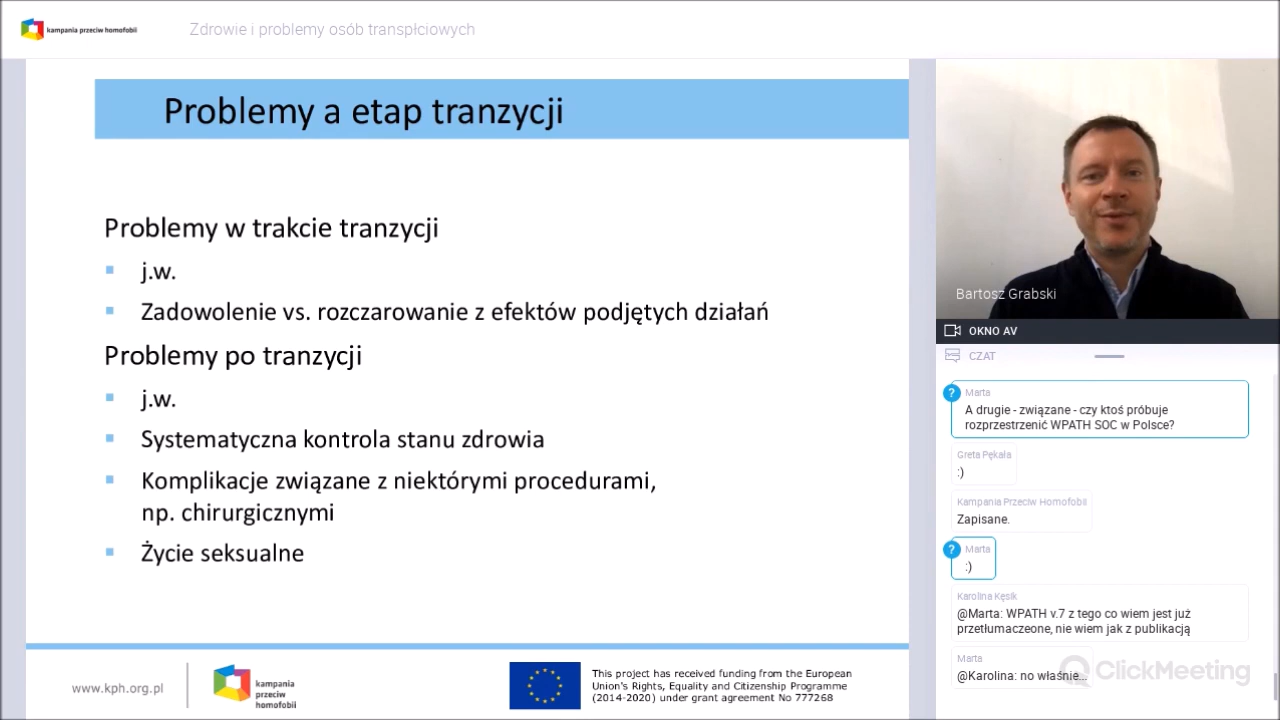 kampania przeciw homofobii
Zdrowie i problemy osób transpłciowych
Problemy a etap tranzycji
Problemy w trakcie tranzycji
j.w.
Zadowolenie vs. rozczarowanie z efektów podjętych działań
Problemy po tranzycji
j.w.
Systematyczna kontrola stanu zdrowia
Komplikacje związane z niektórymi procedurami,
np. chirurgicznymi
Życie seksualne
www.kph.org.pl
kampania
przeciw
homofobii
This project has received funding from the European
Union's Rights, Equality and Citizenship Programme
(2014-2020) under grant agreement No 777268
Bartosz Grabski
OKNO AV
CZAT
? Marta
A drugie - związane - czy ktoś próbuje
rozprzestrzenić WPATH SOC w Polsce?
Greta Pękala
:)
Kampania Przeciw Homofobii
Zapisane.
? Marta
:)
Karolina Kęsik
@Marta: WPATH v.7 z tego co wiem jest już
przetłumaczeone, nie wiem jak z publikacją
Marta
@Karolina: no właśnie...
ClickMeeting